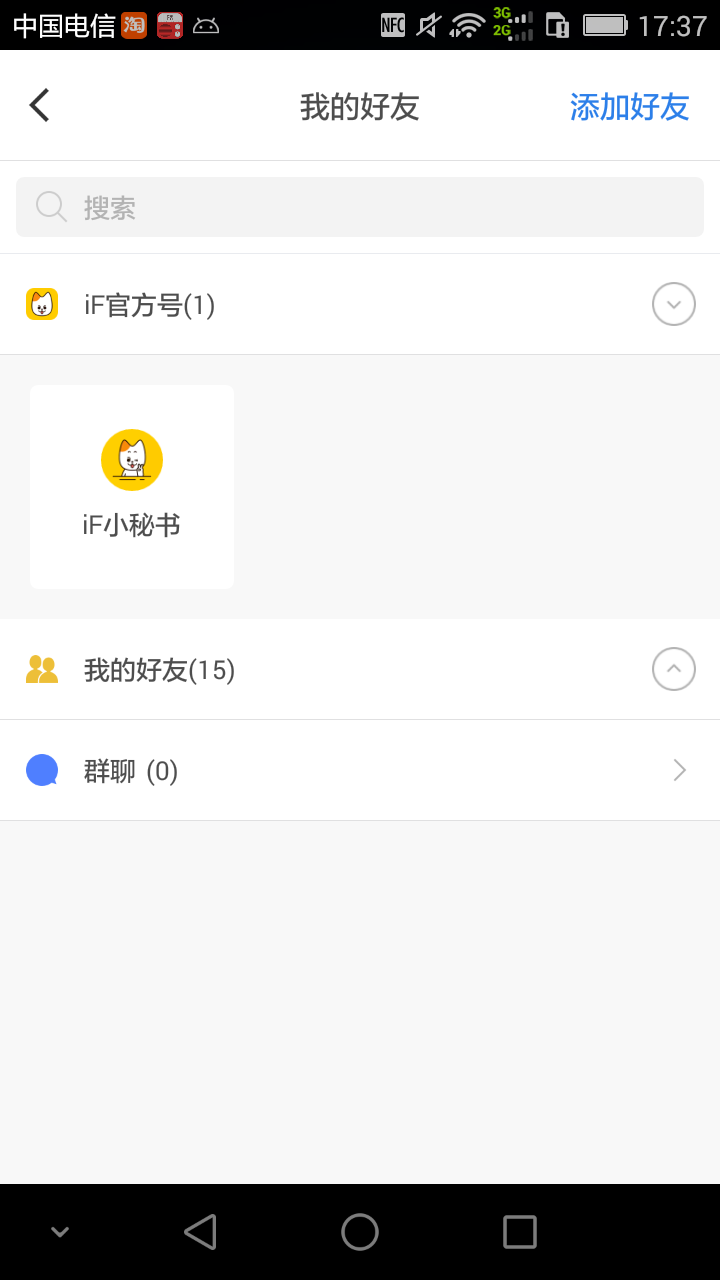 中国电信 淘 NFC 3G 2G 17:37
我的好友 添加好友
搜索
iF官方号(1)
iF小秘书
我的好友(15)
群聊 (0)